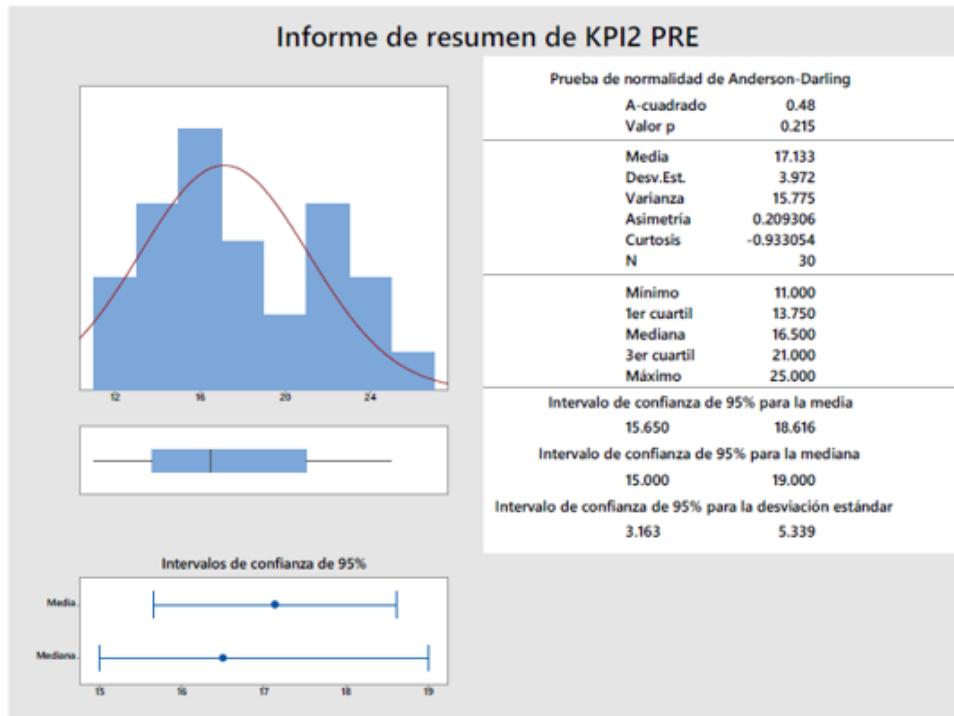 Informe de resumen de KPI2 PRE
12 16 20 24
Intervalos de confianza de 95%
Media
Mediana
15 16 17 18 19
Prueba de normalidad de Anderson-Darling
A-cuadrado 0.48
Valor p 0.215
Media 17.133
Desv.Est. 3.972
Varianza 15.775
Asimetría 0.209306
Curtosis -0.933054
N 30
Mínimo 11.000
1er cuartil 13.750
Mediana 16.500
3er cuartil 21.000
Máximo 25.000
Intervalo de confianza de 95% para la media
15.650 18.616
Intervalo de confianza de 95% para la mediana
15.000 19.000
Intervalo de confianza de 95% para la desviación estándar
3.163 5.339